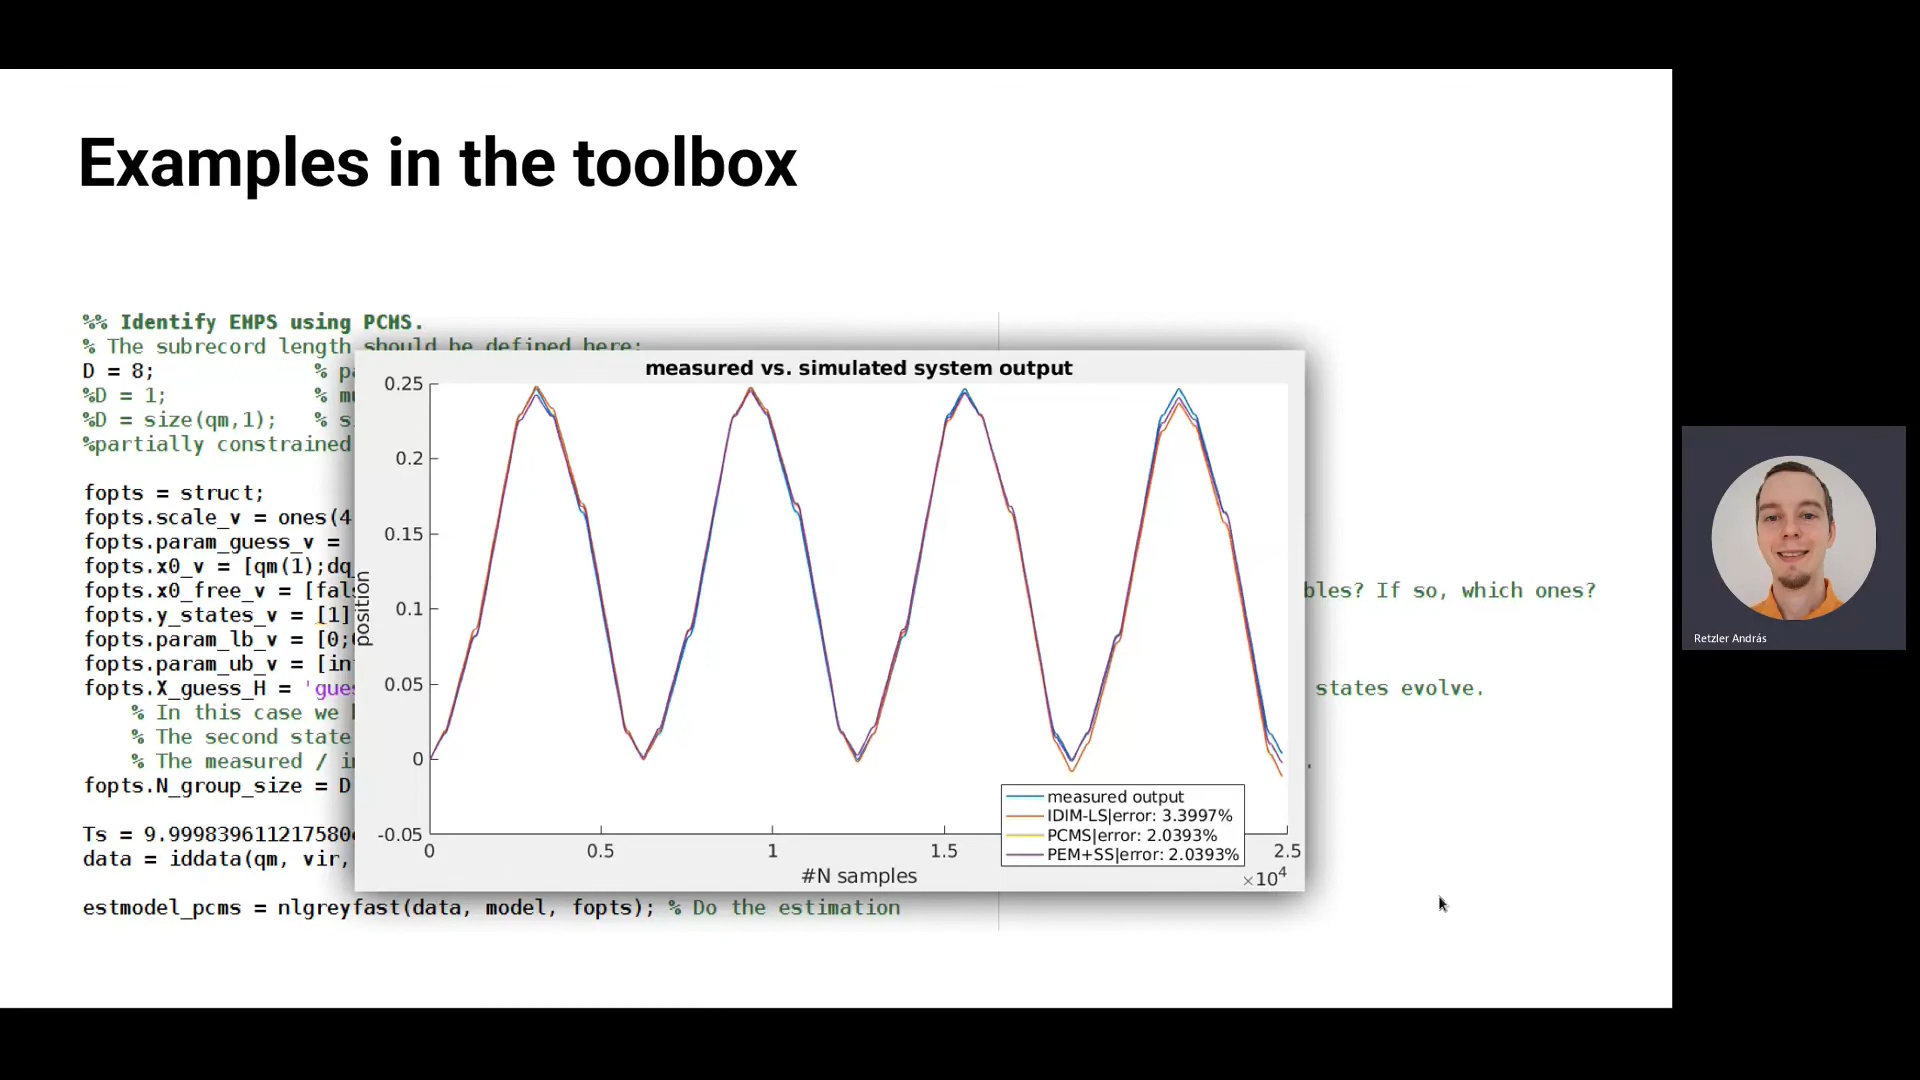 Examples in the toolbox
%% Identify EMPS using PCMS.
% The subrecord length should be defined here:
D = 8; % pa
%D = 1; % mu
%D = size(qm,1); % s
%partially constrained
fopts = struct;
fopts.scale_v = ones(4
fopts.param_guess_v =
fopts.x0_v = [qm(1);dq
fopts.x0_free_v = [fals bles? If so, which ones?
fopts.y_states_v = [1]
fopts.param_lb_v = [0;
fopts.param_ub_v = [in
fopts.X_guess_H = 'gues states evolve.
% In this case we
% The second state
% The measured / i
fopts.N_group_size = D
Ts = 9.999839611217580
data = iddata(qm, vir,
estmodel_pcms = nlgreyfast(data, model, fopts); % Do the estimation
measured vs. simulated system output
position
0.25
0.2
0.15
0.1
0.05
0
-0.05
0 0.5 1 1.5 2.5
#N samples
×10^4
measured output
IDIM-LS|error: 3.3997%
PCMS|error: 2.0393%
PEM+SS|error: 2.0393%
Retzler András